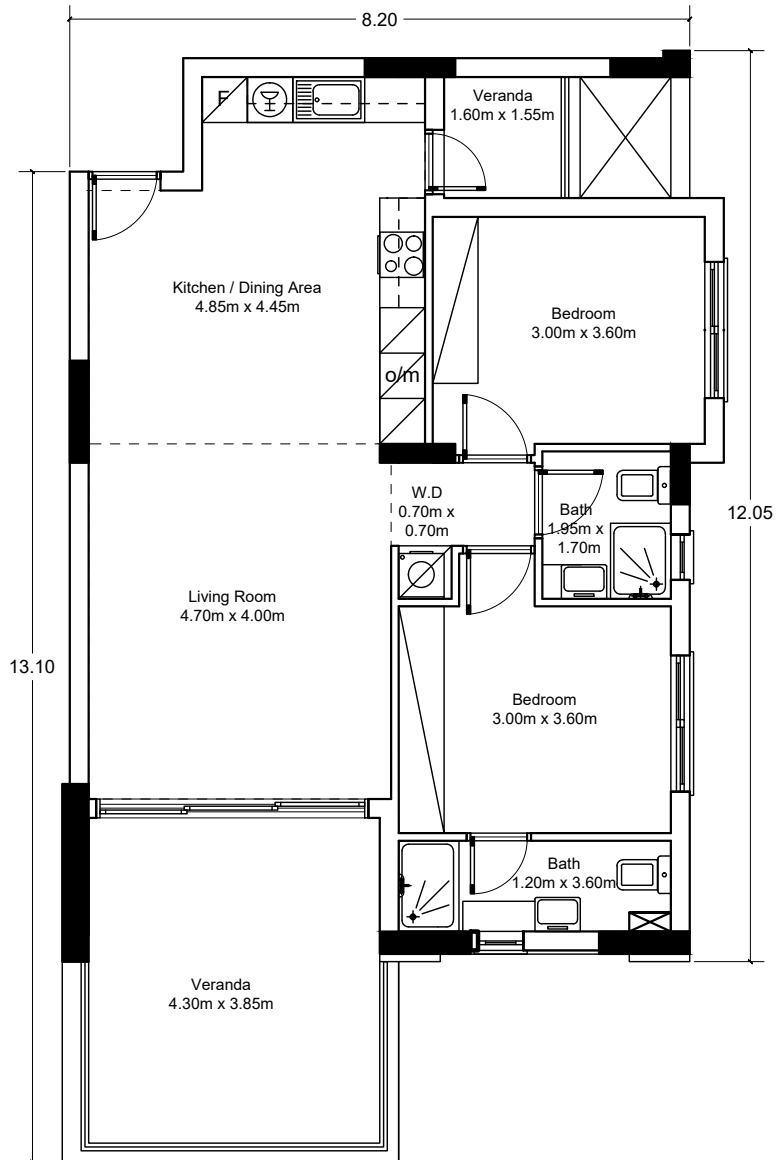 8.20
F
Veranda
1.60m x 1.55m
Kitchen / Dining Area
4.85m x 4.45m
Bedroom
3.00m x 3.60m
o/m
W.D
0.70m x
0.70m
Bath
1.95m x
1.70m
12.05
Living Room
4.70m x 4.00m
13.10
Bedroom
3.00m x 3.60m
Bath
1.20m x 3.60m
Veranda
4.30m x 3.85m